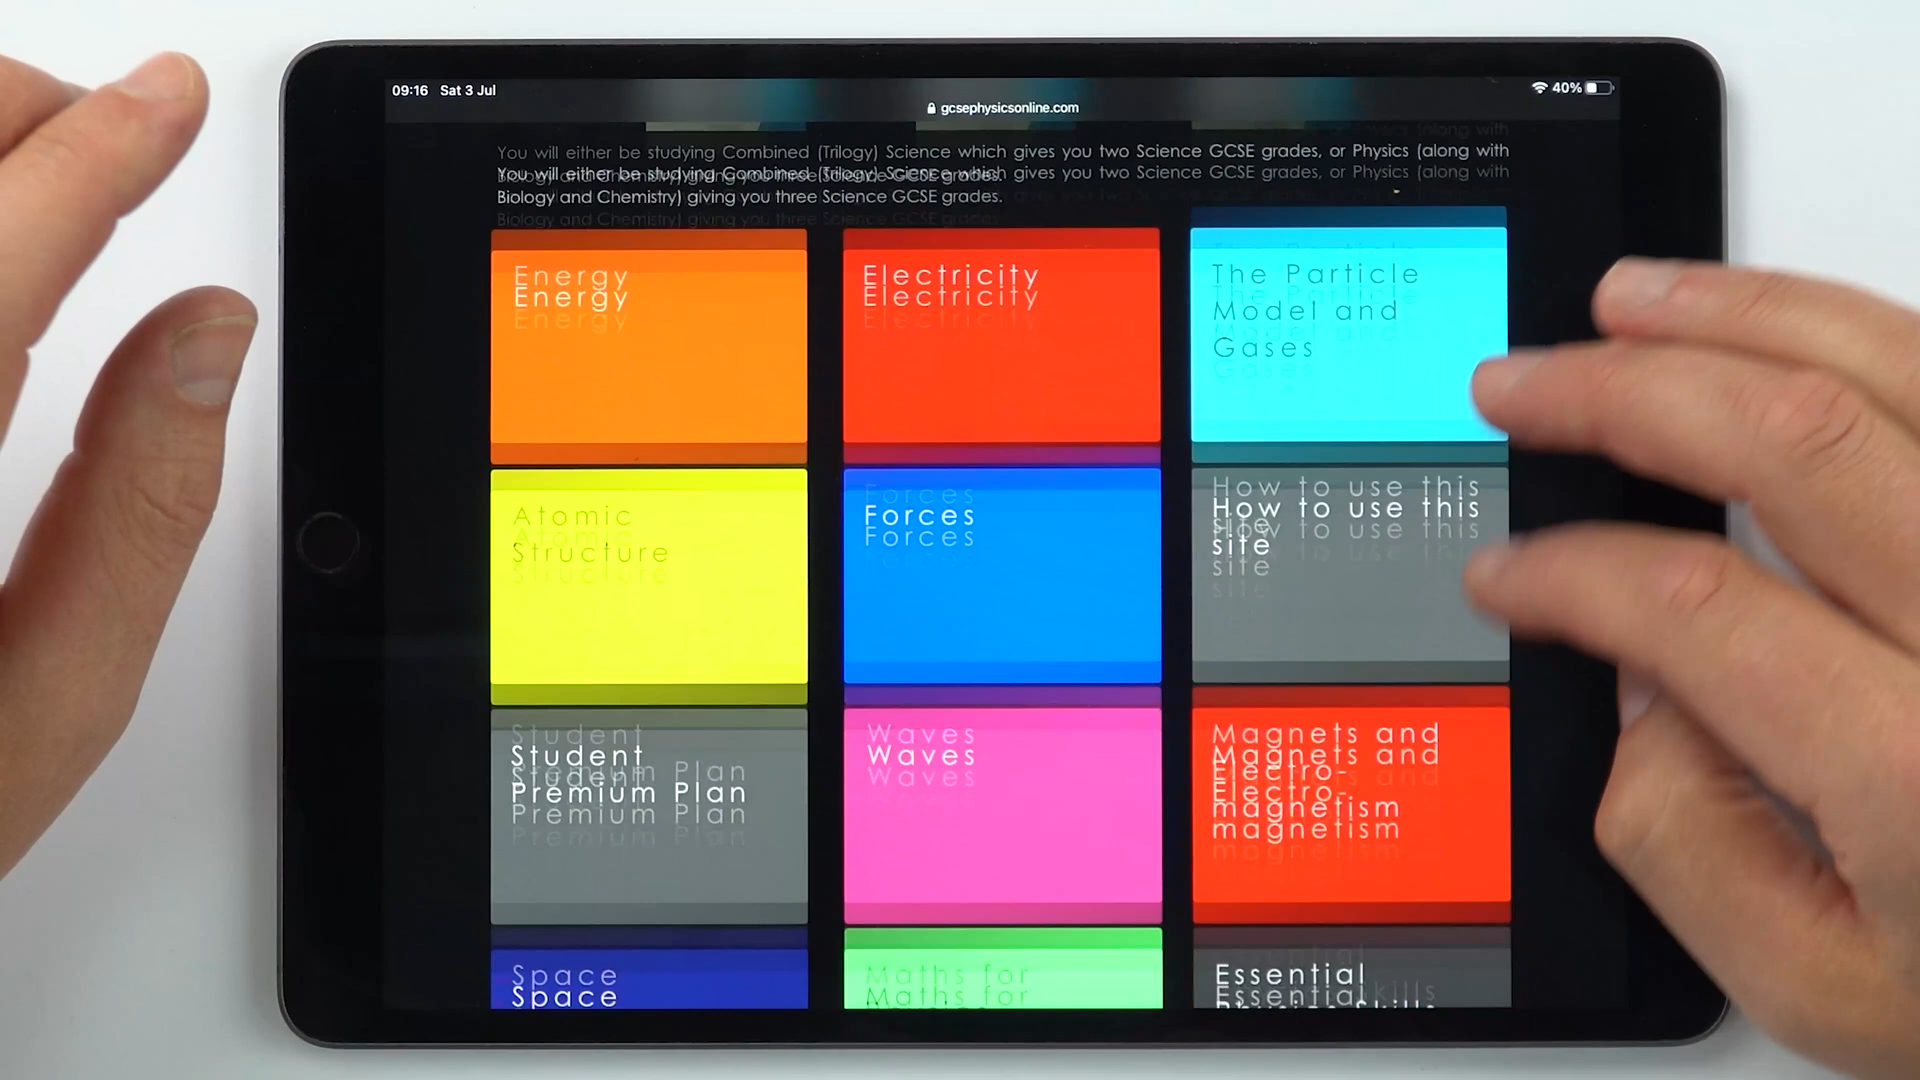 09:16 Sat 3 Jul
40%
gcsephysicsonline.com
You will either be studying Combined (Trilogy) Science which gives you two Science GCSE grades, or Physics (along with
Biology and Chemistry) giving you three Science GCSE grades.
Energy
Electricity
The Particle
Model and
Gases
Atomic
Structure
Forces
How to use this
site
Student
Premium Plan
Waves
Magnets and
Electro-
magnetism
Space
Maths for
Essential
Physics Skills